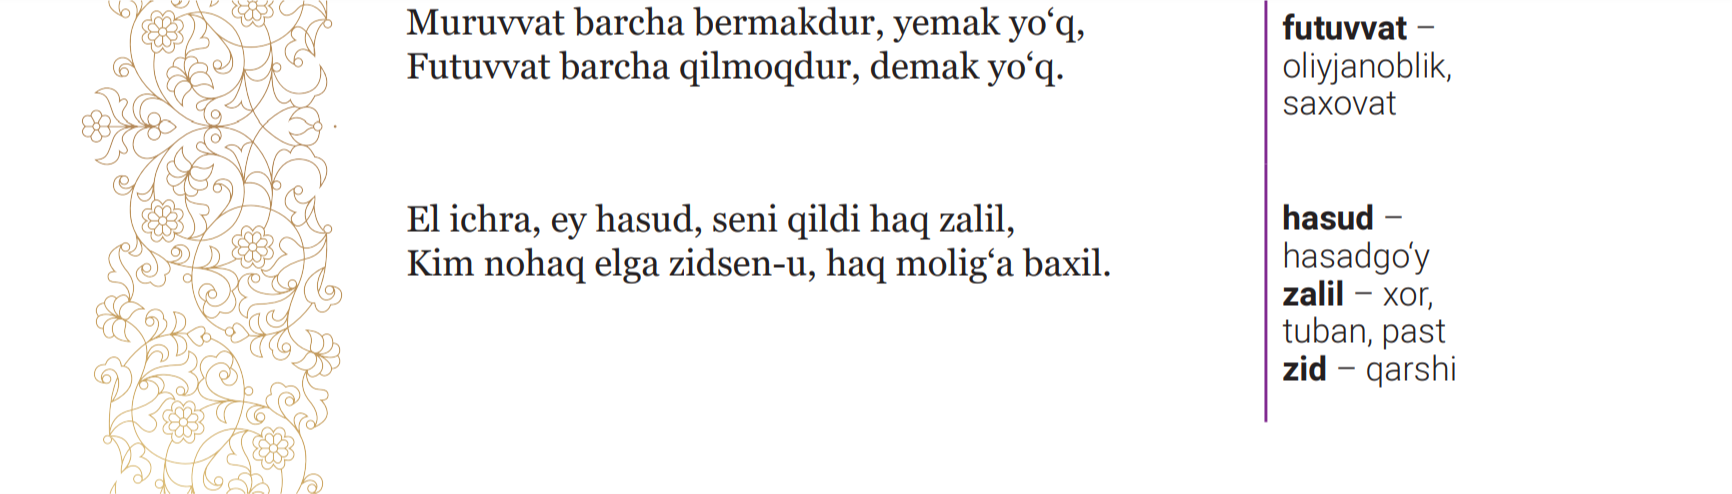 Muruvvat barcha bermakdur, yemak yo‘q,
Futuvvat barcha qilmoqdur, demak yo‘q.
futuvvat –
oliyjanoblik,
saxovat
El ichra, ey hasud, seni qildi haq zalil,
Kim nohaq elga zidsen-u, haq molig‘a baxil.
hasud –
hasadgo‘y
zalil – xor,
tuban, past
zid – qarshi